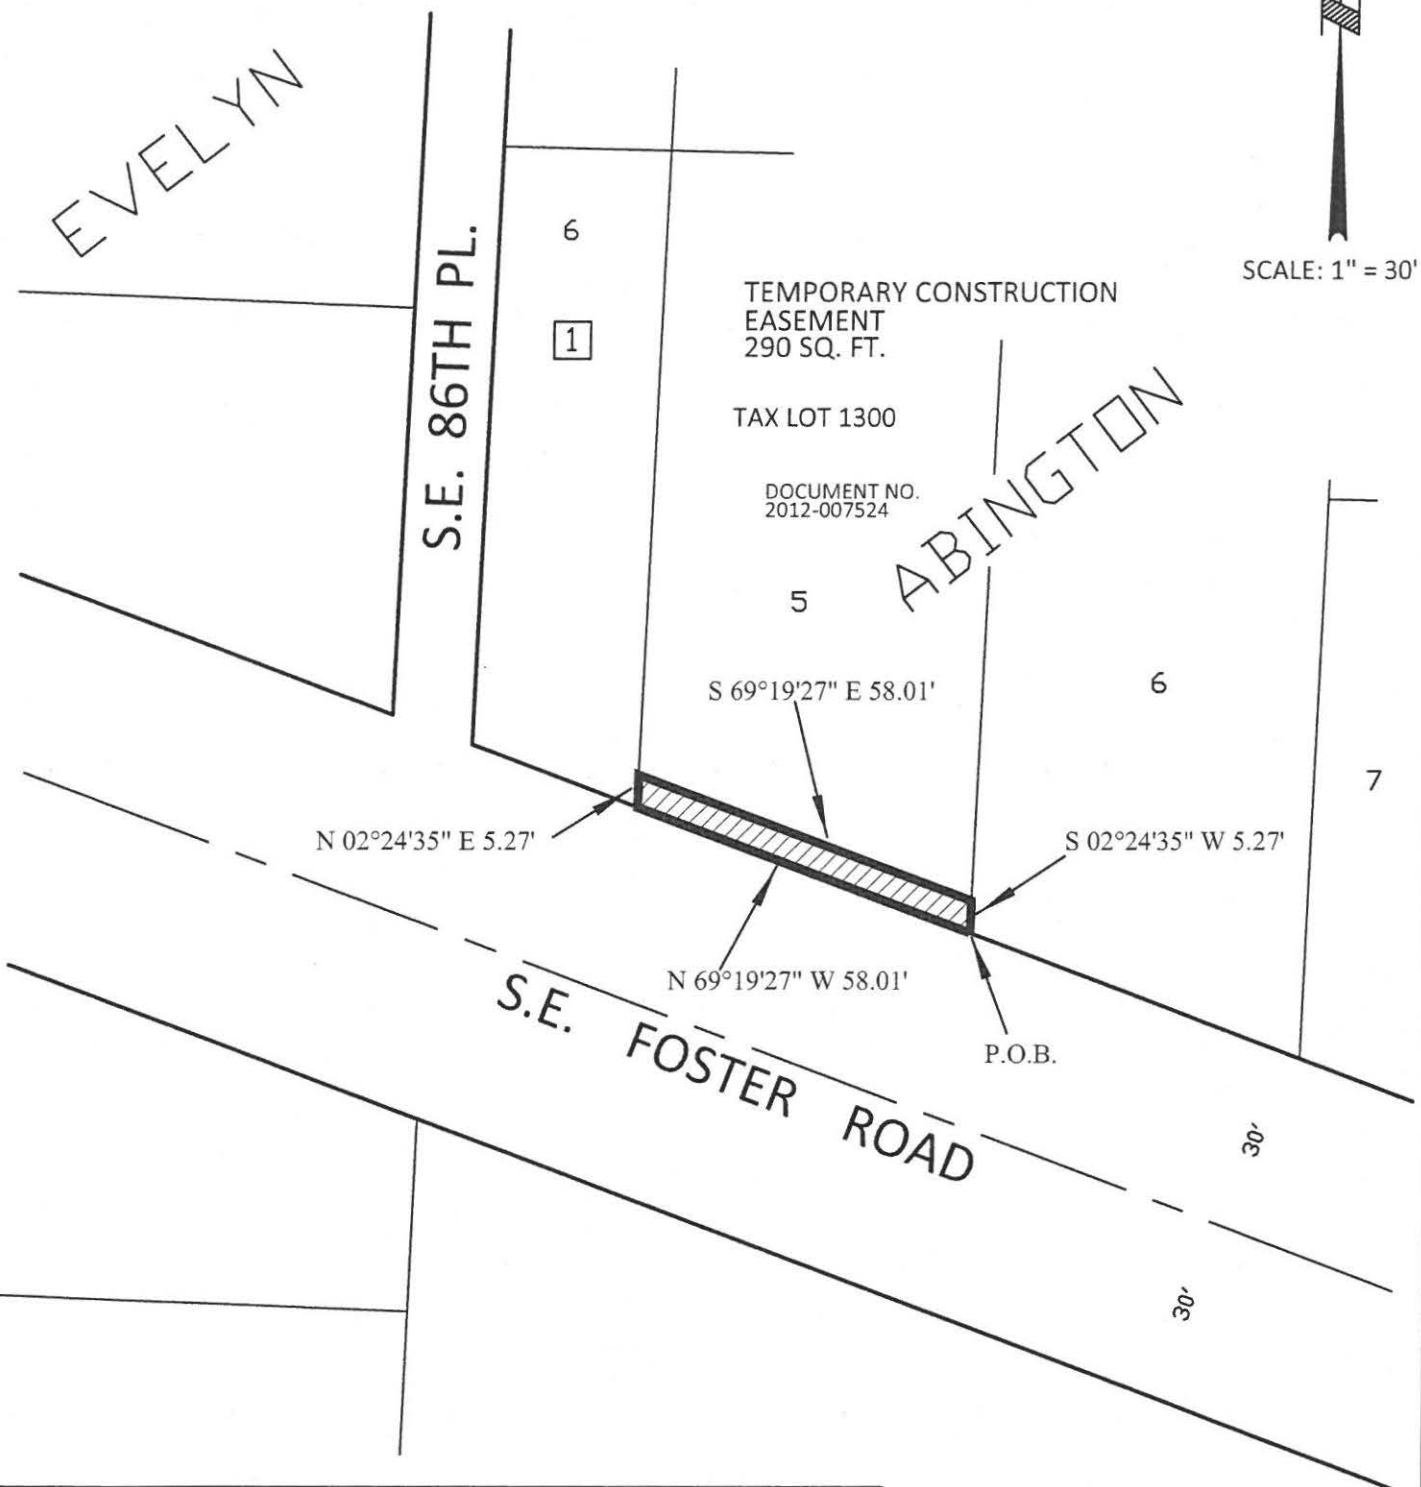 EVELYN
S.E. 86TH PL.
6
1
SCALE: 1" = 30'
TEMPORARY CONSTRUCTION
EASEMENT
290 SQ. FT.
TAX LOT 1300
DOCUMENT NO.
2012-007524
ABINGTON
5
6
7
S 69°19'27" E 58.01'
N 02°24'35" E 5.27'
S 02°24'35" W 5.27'
N 69°19'27" W 58.01'
P.O.B.
S.E. FOSTER ROAD
30'
30'